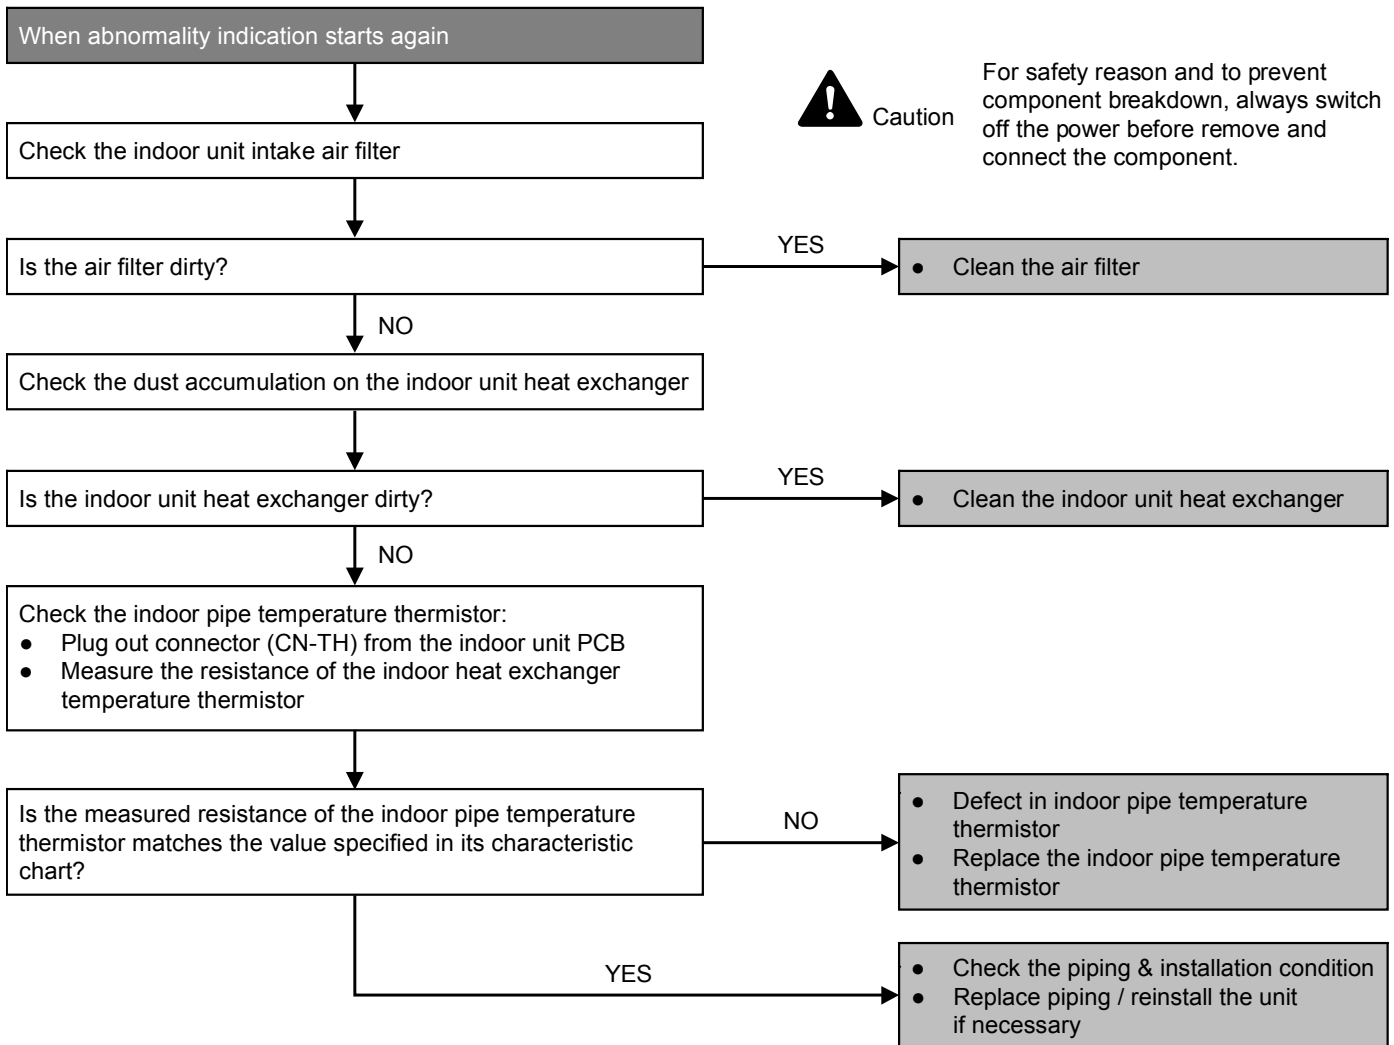 When abnormality indication starts again
Caution
For safety reason and to prevent
component breakdown, always switch
off the power before remove and
connect the component.
Check the indoor unit intake air filter
Is the air filter dirty?
YES
● Clean the air filter
NO
Check the dust accumulation on the indoor unit heat exchanger
Is the indoor unit heat exchanger dirty?
YES
● Clean the indoor unit heat exchanger
NO
Check the indoor pipe temperature thermistor:
● Plug out connector (CN-TH) from the indoor unit PCB
● Measure the resistance of the indoor heat exchanger
temperature thermistor
Is the measured resistance of the indoor pipe temperature
thermistor matches the value specified in its characteristic
chart?
NO
● Defect in indoor pipe temperature
thermistor
● Replace the indoor pipe temperature
thermistor
YES
● Check the piping & installation condition
● Replace piping / reinstall the unit
if necessary